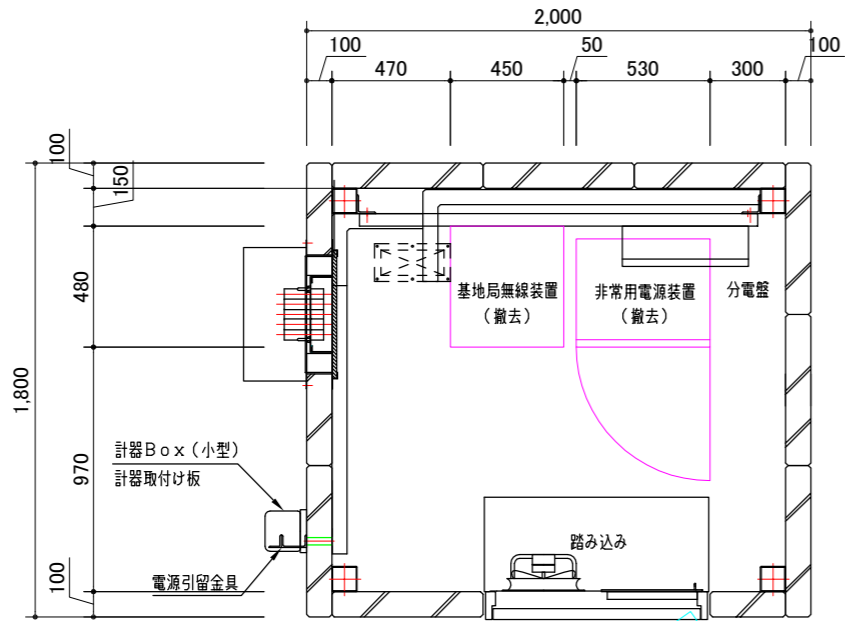 2,000
100
50
100
470
450
530
300
100
150
480
1,800
970
100
基地局無線装置
（撤去）
非常用電源装置
（撤去）
分電盤
計器Ｂｏｘ（小型）
計器取付け板
踏み込み
電源引留金具